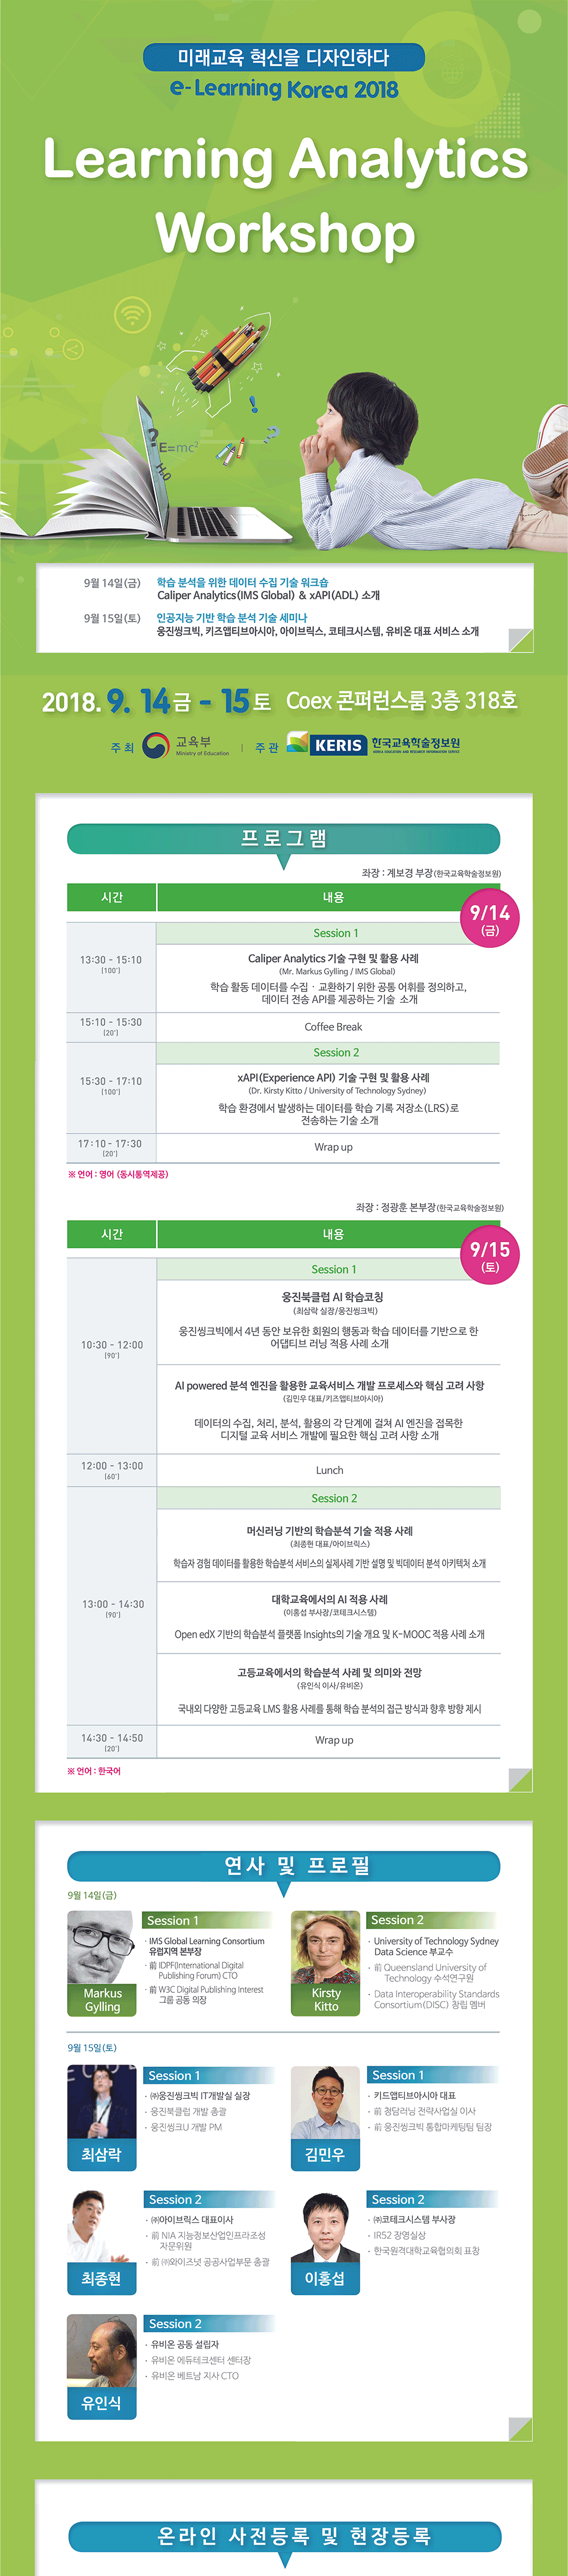 미래교육 혁신을 디자인하다
e-Learning Korea 2018
Learning Analytics
Workshop
E=mc²
H₂O
9월 14일(금) 학습 분석을 위한 데이터 수집 기술 워크숍
Caliper Analytics(IMS Global) & xAPI(ADL) 소개
9월 15일(토) 인공지능 기반 학습 분석 기술 세미나
웅진씽크빅, 키즈앱티브아시아, 아이브릭스, 코테크시스템, 유비온 대표 서비스 소개
2018. 9. 14 금 - 15 토 Coex 콘퍼런스룸 3층 318호
주 최 교육부 Ministry of Education | 주 관 KERIS 한국교육학술정보원
KOREA EDUCATION AND RESEARCH INFORMATION SERVICE
프로그램
좌장 : 계보경 부장(한국교육학술정보원)
시간 내용
9/14
(금)
Session 1
13:30 - 15:10
(100')
Caliper Analytics 기술 구현 및 활용 사례
(Mr. Markus Gylling / IMS Global)
학습 활동 데이터를 수집 · 교환하기 위한 공통 어휘를 정의하고,
데이터 전송 API를 제공하는 기술 소개
15:10 - 15:30
(20')
Coffee Break
Session 2
15:30 - 17:10
(100')
xAPI(Experience API) 기술 구현 및 활용 사례
(Dr. Kirsty Kitto / University of Technology Sydney)
학습 환경에서 발생하는 데이터를 학습 기록 저장소(LRS)로
전송하는 기술 소개
17:10 - 17:30
(20')
Wrap up
※ 언어 : 영어 (동시통역제공)
좌장 : 정광훈 본부장(한국교육학술정보원)
시간 내용
9/15
(토)
Session 1
10:30 - 12:00
(90')
웅진북클럽 AI 학습코칭
(최삼락 실장/웅진씽크빅)
웅진씽크빅에서 4년 동안 보유한 회원의 행동과 학습 데이터를 기반으로 한
어댑티브 러닝 적용 사례 소개
AI powered 분석 엔진을 활용한 교육서비스 개발 프로세스와 핵심 고려 사항
(김민우 대표/키즈앱티브아시아)
데이터의 수집, 처리, 분석, 활용의 각 단계에 걸쳐 AI 엔진을 접목한
디지털 교육 서비스 개발에 필요한 핵심 고려 사항 소개
12:00 - 13:00
(60')
Lunch
Session 2
13:00 - 14:30
(90')
머신러닝 기반의 학습분석 기술 적용 사례
(최종현 대표/아이브릭스)
학습자 경험 데이터를 활용한 학습분석 서비스의 실제사례 기반 설명 및 빅데이터 분석 아키텍처 소개
대학교육에서의 AI 적용 사례
(이홍섭 부사장/코테크시스템)
Open edX 기반의 학습분석 플랫폼 Insights의 기술 개요 및 K-MOOC 적용 사례 소개
고등교육에서의 학습분석 사례 및 의미와 전망
(유인식 이사/유비온)
국내외 다양한 고등교육 LMS 활용 사례를 통해 학습 분석의 접근 방식과 향후 방향 제시
14:30 - 14:50
(20')
Wrap up
※ 언어 : 한국어
연사 및 프로필
9월 14일(금)
Markus
Gylling
Session 1
· IMS Global Learning Consortium
유럽지역 본부장
· 前 IDPF(International Digital
Publishing Forum) CTO
· 前 W3C Digital Publishing Interest
그룹 공동 의장
Kirsty
Kitto
Session 2
· University of Technology Sydney
Data Science 부교수
· 前 Queensland University of
Technology 수석연구원
· Data Interoperability Standards
Consortium(DISC) 창립 멤버
9월 15일(토)
최삼락
Session 1
· ㈜웅진씽크빅 IT개발실 실장
· 웅진북클럽 개발 총괄
· 웅진씽크U 개발 PM
김민우
Session 1
· 키드앱티브아시아 대표
· 前 청담러닝 전략사업실 이사
· 前 웅진씽크빅 통합마케팅팀 팀장
최종현
Session 2
· ㈜아이브릭스 대표이사
· 前 NIA 지능정보산업인프라조성
자문위원
· 前 ㈜와이즈넛 공공사업부문 총괄
이홍섭
Session 2
· ㈜코테크시스템 부사장
· IR52 장영실상
· 한국원격대학교육협의회 표창
유인식
Session 2
· 유비온 공동 설립자
· 유비온 에듀테크센터 센터장
· 유비온 베트남 지사 CTO
온라인 사전등록 및 현장등록